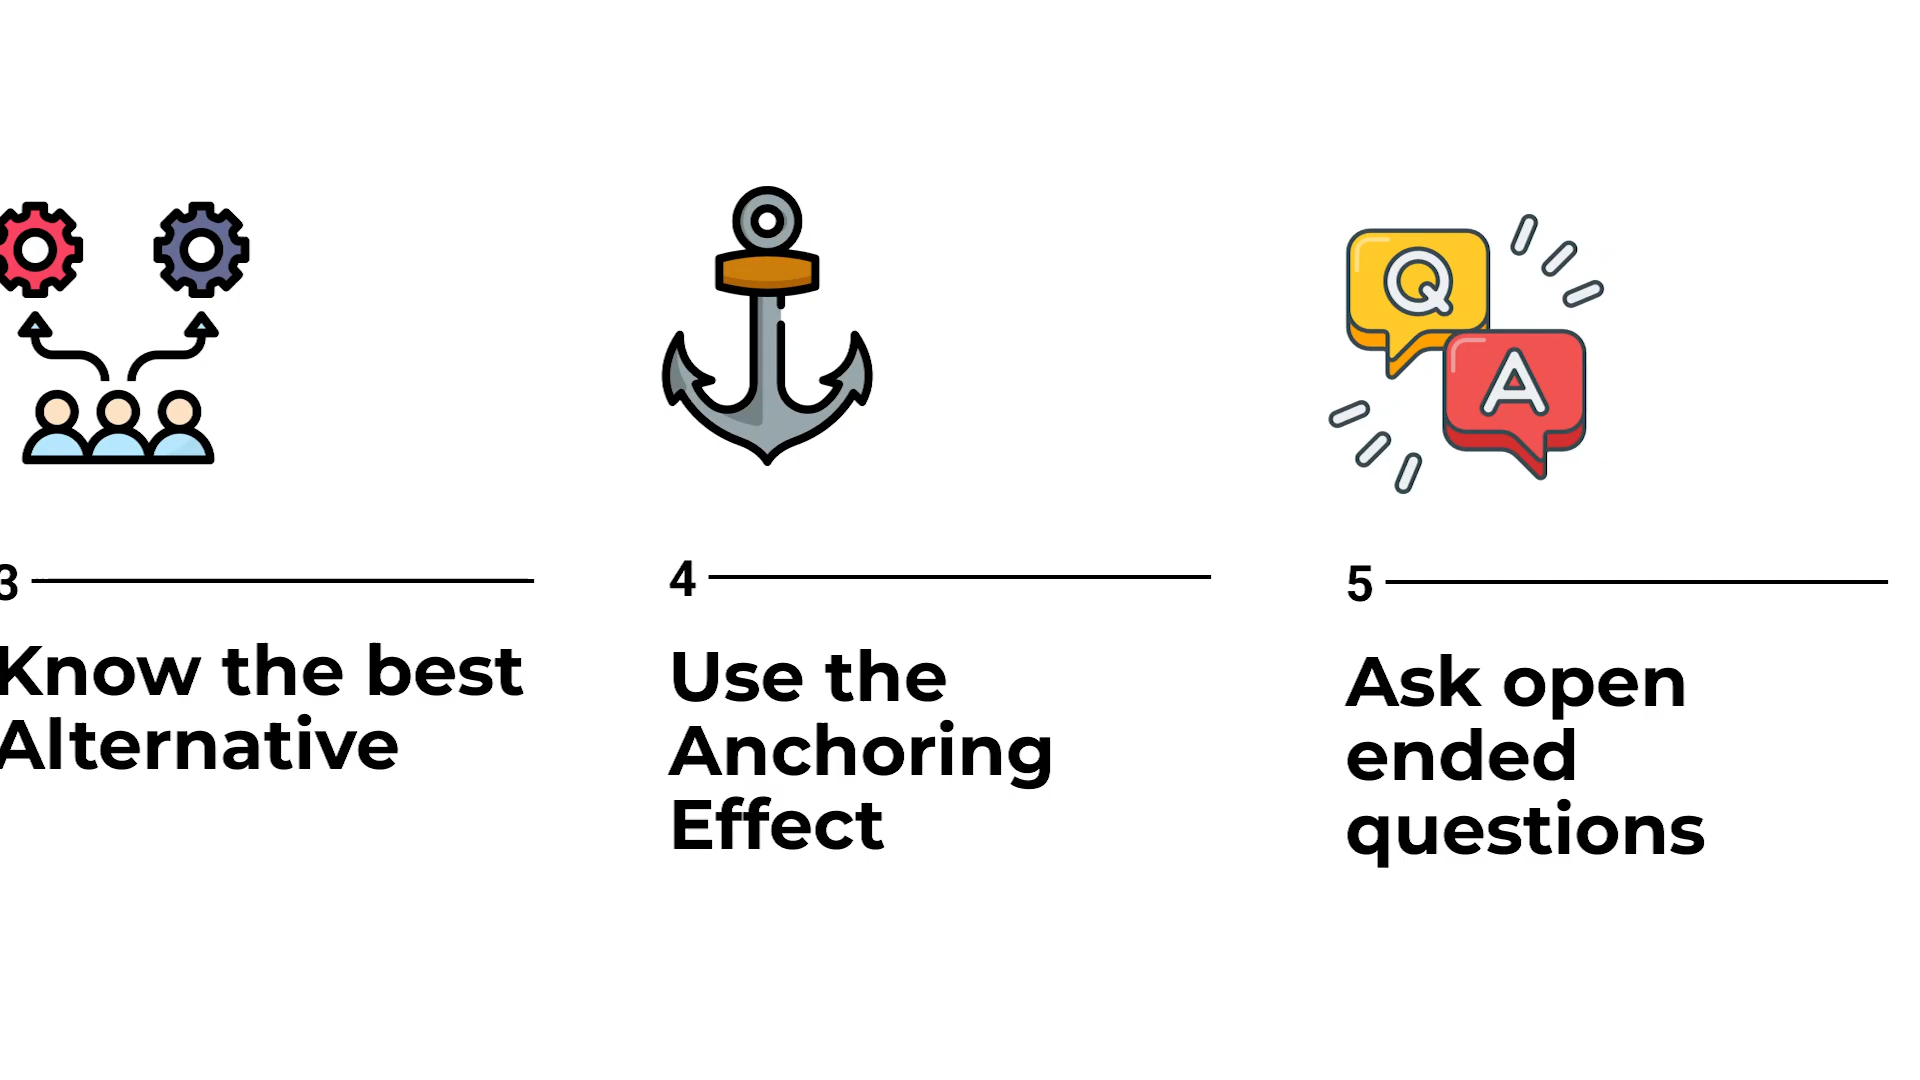 Q
A
3
Know the best
Alternative
4
Use the
Anchoring
Effect
5
Ask open
ended
questions